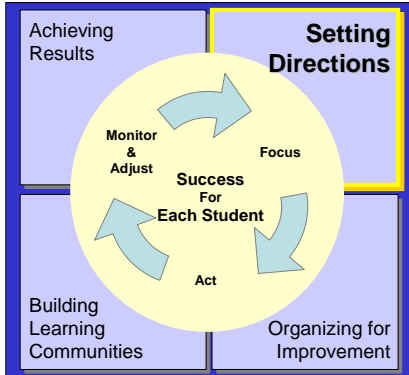 Achieving
Results
Setting
Directions
Monitor
&
Adjust
Focus
Success
For
Each Student
Act
Building
Learning
Communities
Organizing for
Improvement